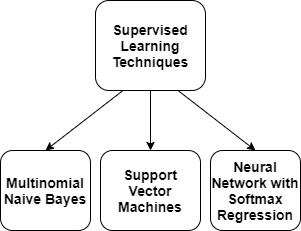 Supervised
Learning
Techniques
Multinomial
Naive Bayes
Support
Vector
Machines
Neural
Network with
Softmax
Regression